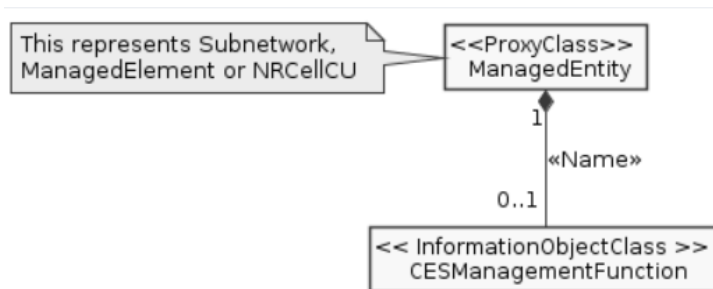 This represents Subnetwork,
ManagedElement or NRCellCU
<<ProxyClass>>
ManagedEntity
1
«Name»
0..1
<< InformationObjectClass >>
CESManagementFunction